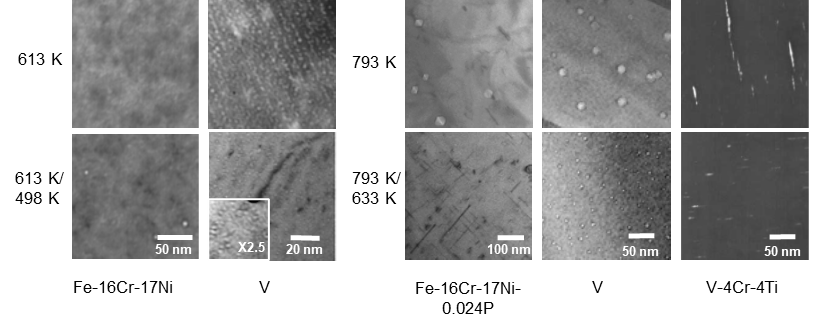 613 K
793 K
613 K/
498 K
50 nm
X2.5
20 nm
793 K/
633 K
100 nm
50 nm
50 nm
Fe-16Cr-17Ni
V
Fe-16Cr-17Ni-
0.024P
V
V-4Cr-4Ti